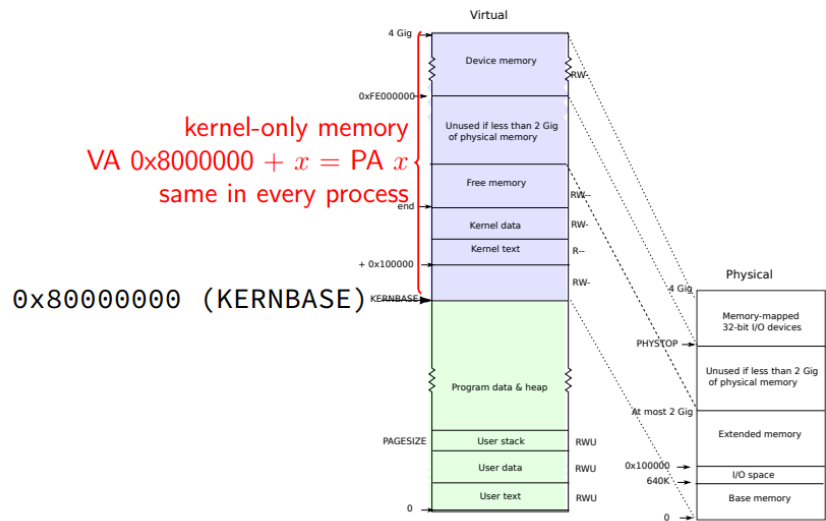 Virtual
4 Gig
Device memory
RW-
0xFE000000
kernel-only memory
VA 0x8000000 + x = PA x
same in every process
Unused if less than 2 Gig
of physical memory
Free memory
RW--
end
Kernel data
RW-
Kernel text
R--
+ 0x100000
RW-
0x80000000 (KERNBASE)
KERNBASE
Program data & heap
PAGESIZE
User stack
RWU
User data
RWU
User text
RWU
0
Physical
4 Gig
Memory-mapped
32-bit I/O devices
PHYSTOP
Unused if less than 2 Gig
of physical memory
At most 2 Gig
Extended memory
0x100000
I/O space
640K
Base memory
0